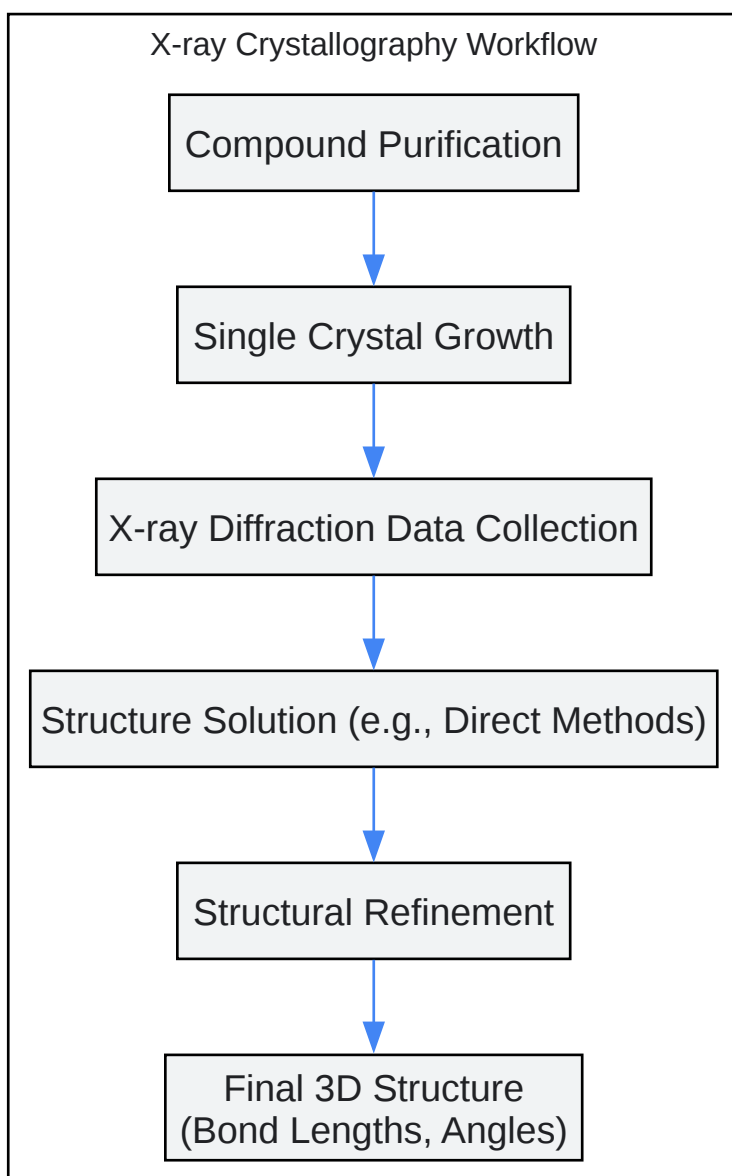 X-ray Crystallography Workflow
Compound Purification
Single Crystal Growth
X-ray Diffraction Data Collection
Structure Solution (e.g., Direct Methods)
Structural Refinement
Final 3D Structure
(Bond Lengths, Angles)